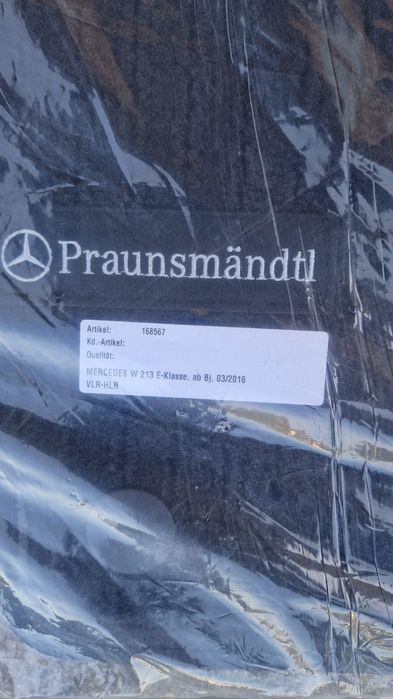 Praunsmändtl
Artikel: 168567
Kd.-Artikel:
Qualität:
MERCEDES W 213 E-Klasse, ab Bj. 03/2016
VLR-HLR